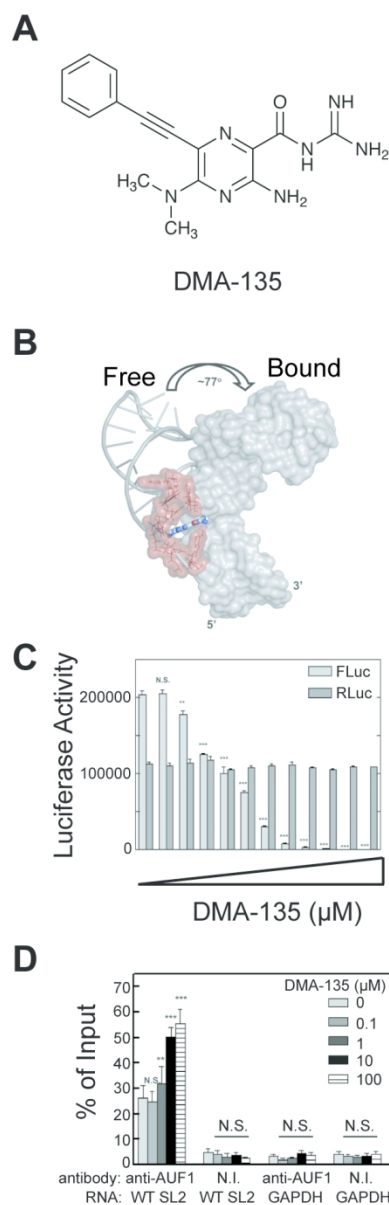 A
O
NH
N
N
H
NH₂
H₃C
N
N
NH₂
CH₃
DMA-135
B
Free
~77°
Bound
3’
5’
C
Luciferase Activity
200000
100000
0
N.S.
**
***
***
***
***
***
***
***
***
***
FLuc
RLuc
DMA-135 (µM)
D
% of Input
70
60
50
40
30
20
10
0
N.S.
**
***
***
DMA-135 (µM)
0
0.1
1
10
100
N.S.
N.S.
N.S.
antibody: anti-AUF1 N.I. anti-AUF1 N.I.
RNA: WT SL2 WT SL2 GAPDH GAPDH